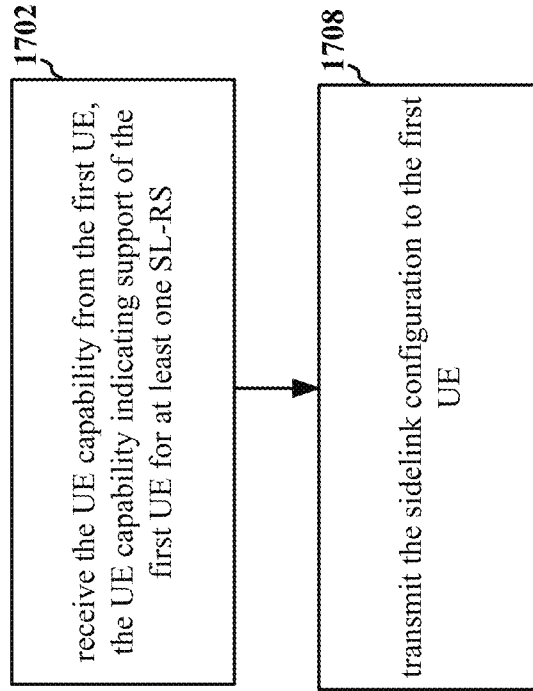 1702
receive the UE capability from the first UE,
the UE capability indicating support of the
first UE for at least one SL-RS
1708
transmit the sidelink configuration to the first
UE